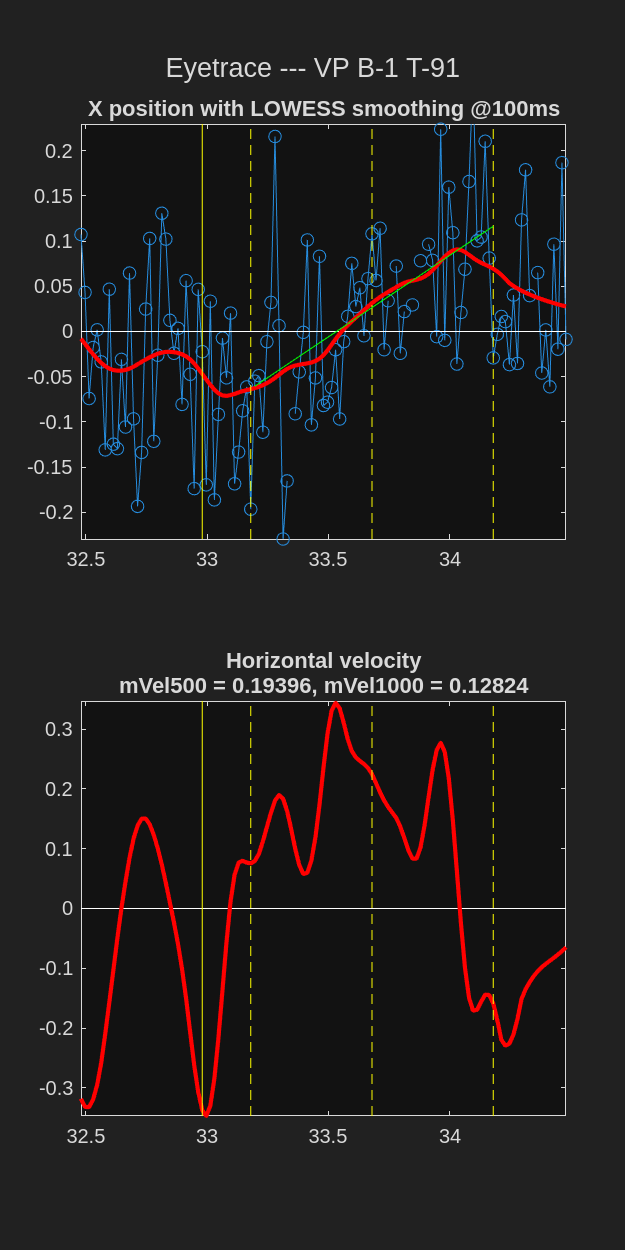 Eyetrace --- VP B-1 T-91
X position with LOWESS smoothing @100ms
0.2
0.15
0.1
0.05
0
-0.05
-0.1
-0.15
-0.2
32.5 33 33.5 34
Horizontal velocity
mVel500 = 0.19396, mVel1000 = 0.12824
0.3
0.2
0.1
0
-0.1
-0.2
-0.3
32.5 33 33.5 34